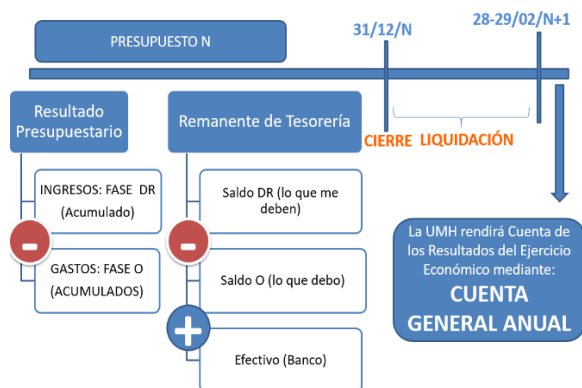 PRESUPUESTO N
31/12/N
28-29/02/N+1
CIERRE
LIQUIDACIÓN
Resultado
Presupuestario
INGRESOS: FASE DR
(Acumulado)
-
GASTOS: FASE O
(ACUMULADOS)
Remanente de Tesorería
Saldo DR (lo que me
deben)
-
Saldo O (lo que debo)
+
Efectivo (Banco)
La UMH rendirá Cuenta de
los Resultados del Ejercicio
Económico mediante:
CUENTA
GENERAL ANUAL